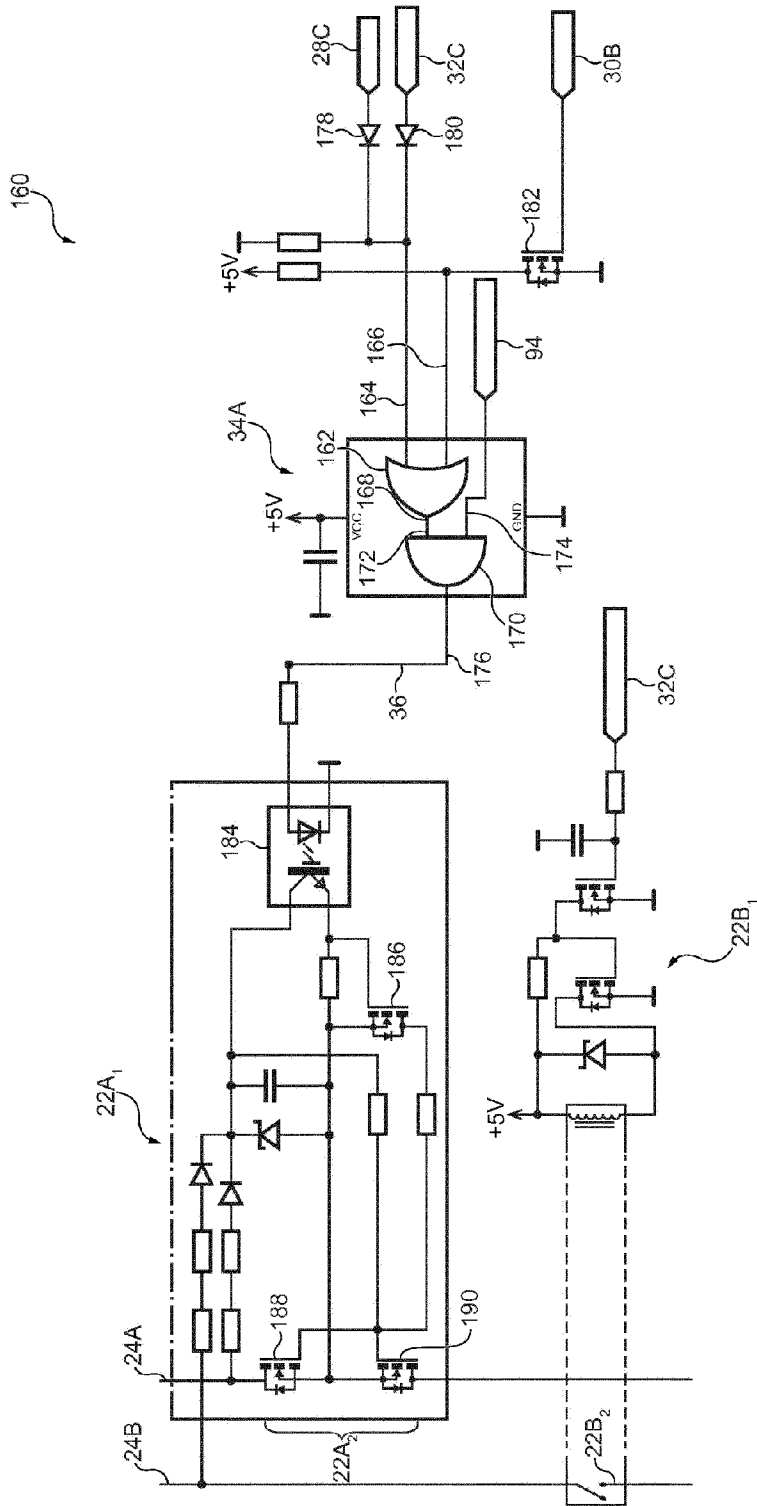 160
28C
32C
30B
178
180
182
+5V
94
166
164
34A
162
168
172
+5V
VCC
GND
174
170
176
36
32C
184
186
22A1
22B1
+5V
188
190
24A
24B
22A2
22B2